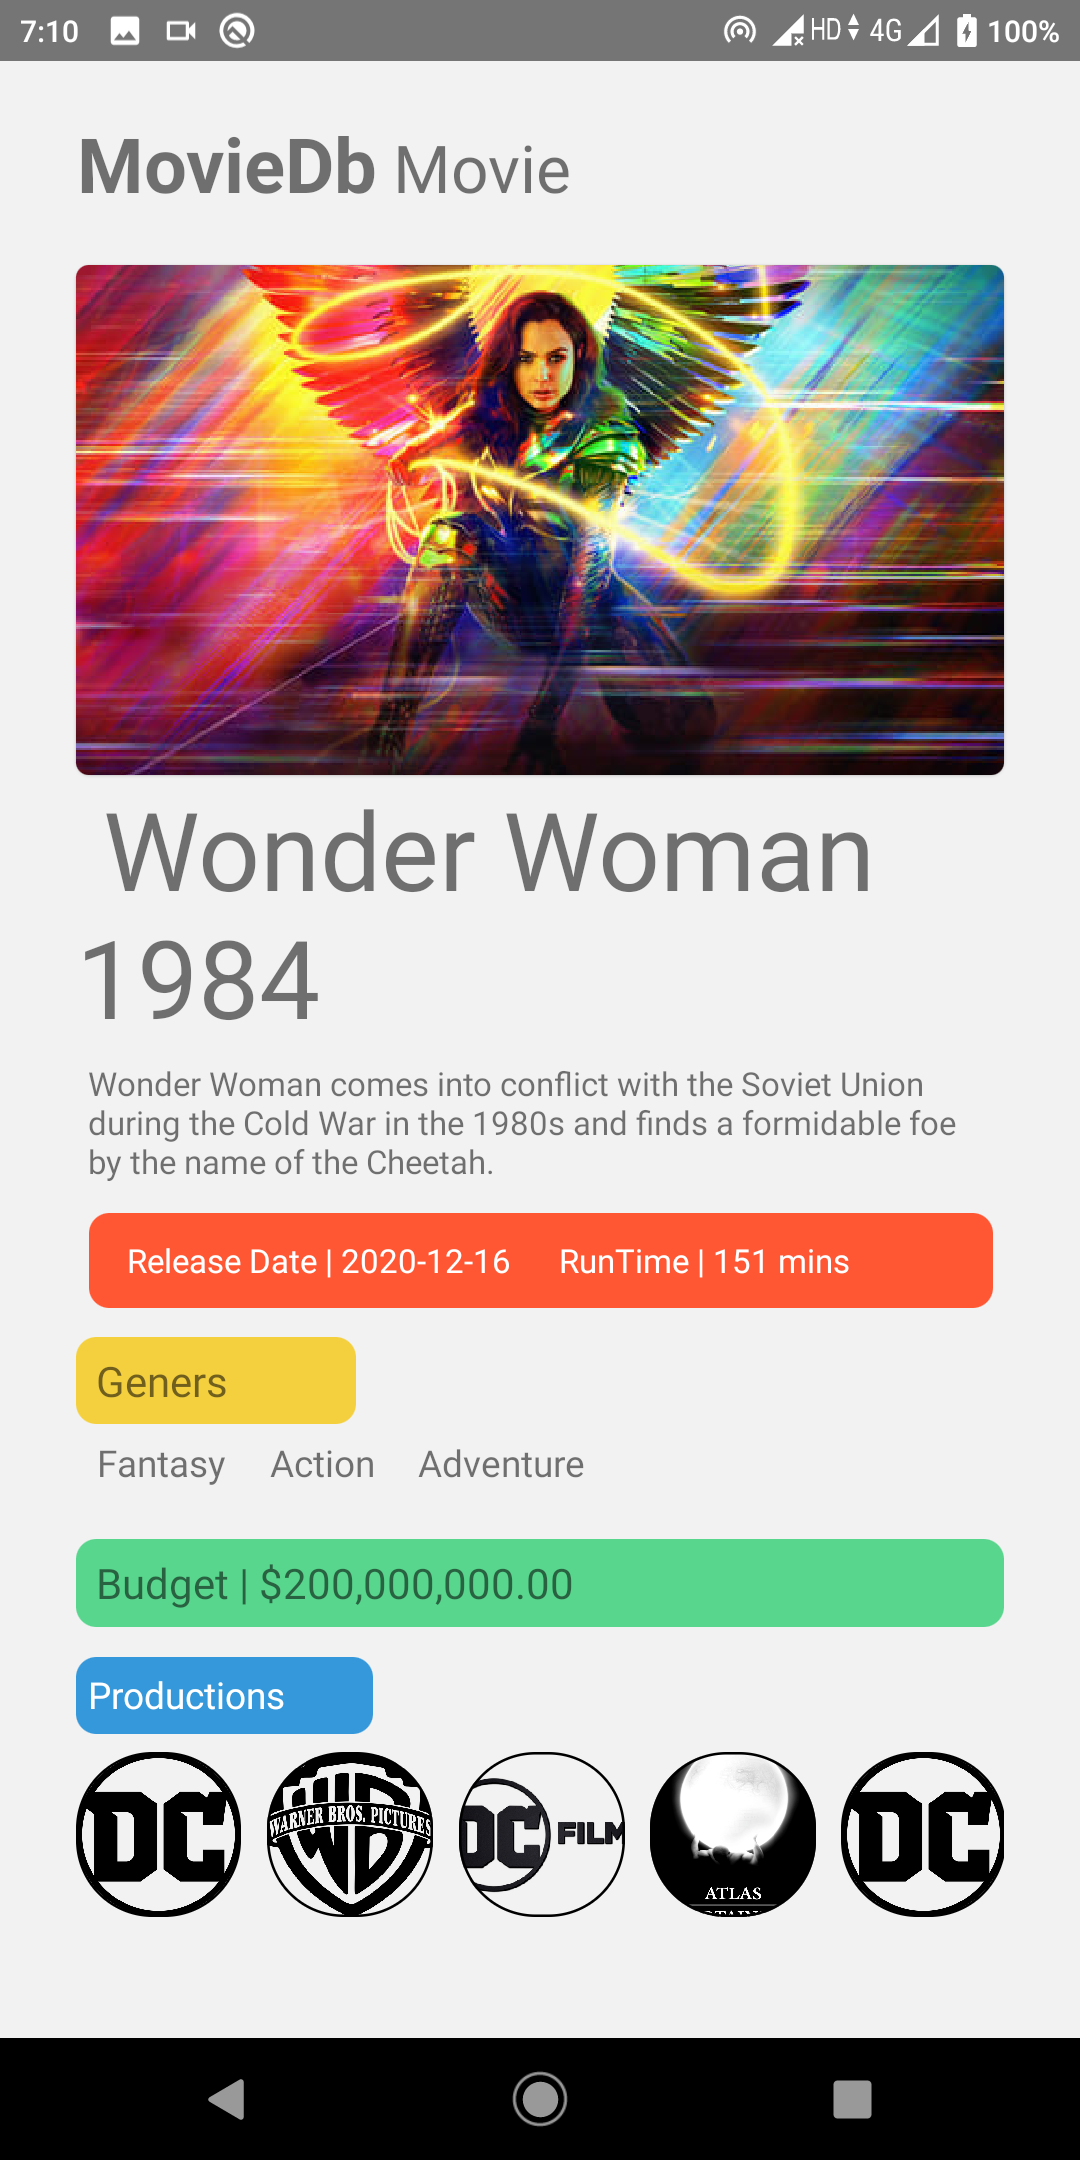 7:10 HD 4G 100%
MovieDb Movie
Wonder Woman
1984
Wonder Woman comes into conflict with the Soviet Union
during the Cold War in the 1980s and finds a formidable foe
by the name of the Cheetah.
Release Date | 2020-12-16 RunTime | 151 mins
Geners
Fantasy Action Adventure
Budget | $200,000,000.00
Productions
DC WARNER BROS. PICTURES WB DC FILM ATLAS DC